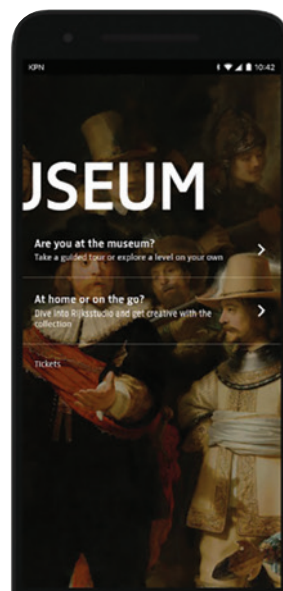 KPN 10:42
USEUM
Are you at the museum?
Take a guided tour or explore a level on your own
At home or on the go?
Dive into Rijksstudio and get creative with the
collection
Tickets